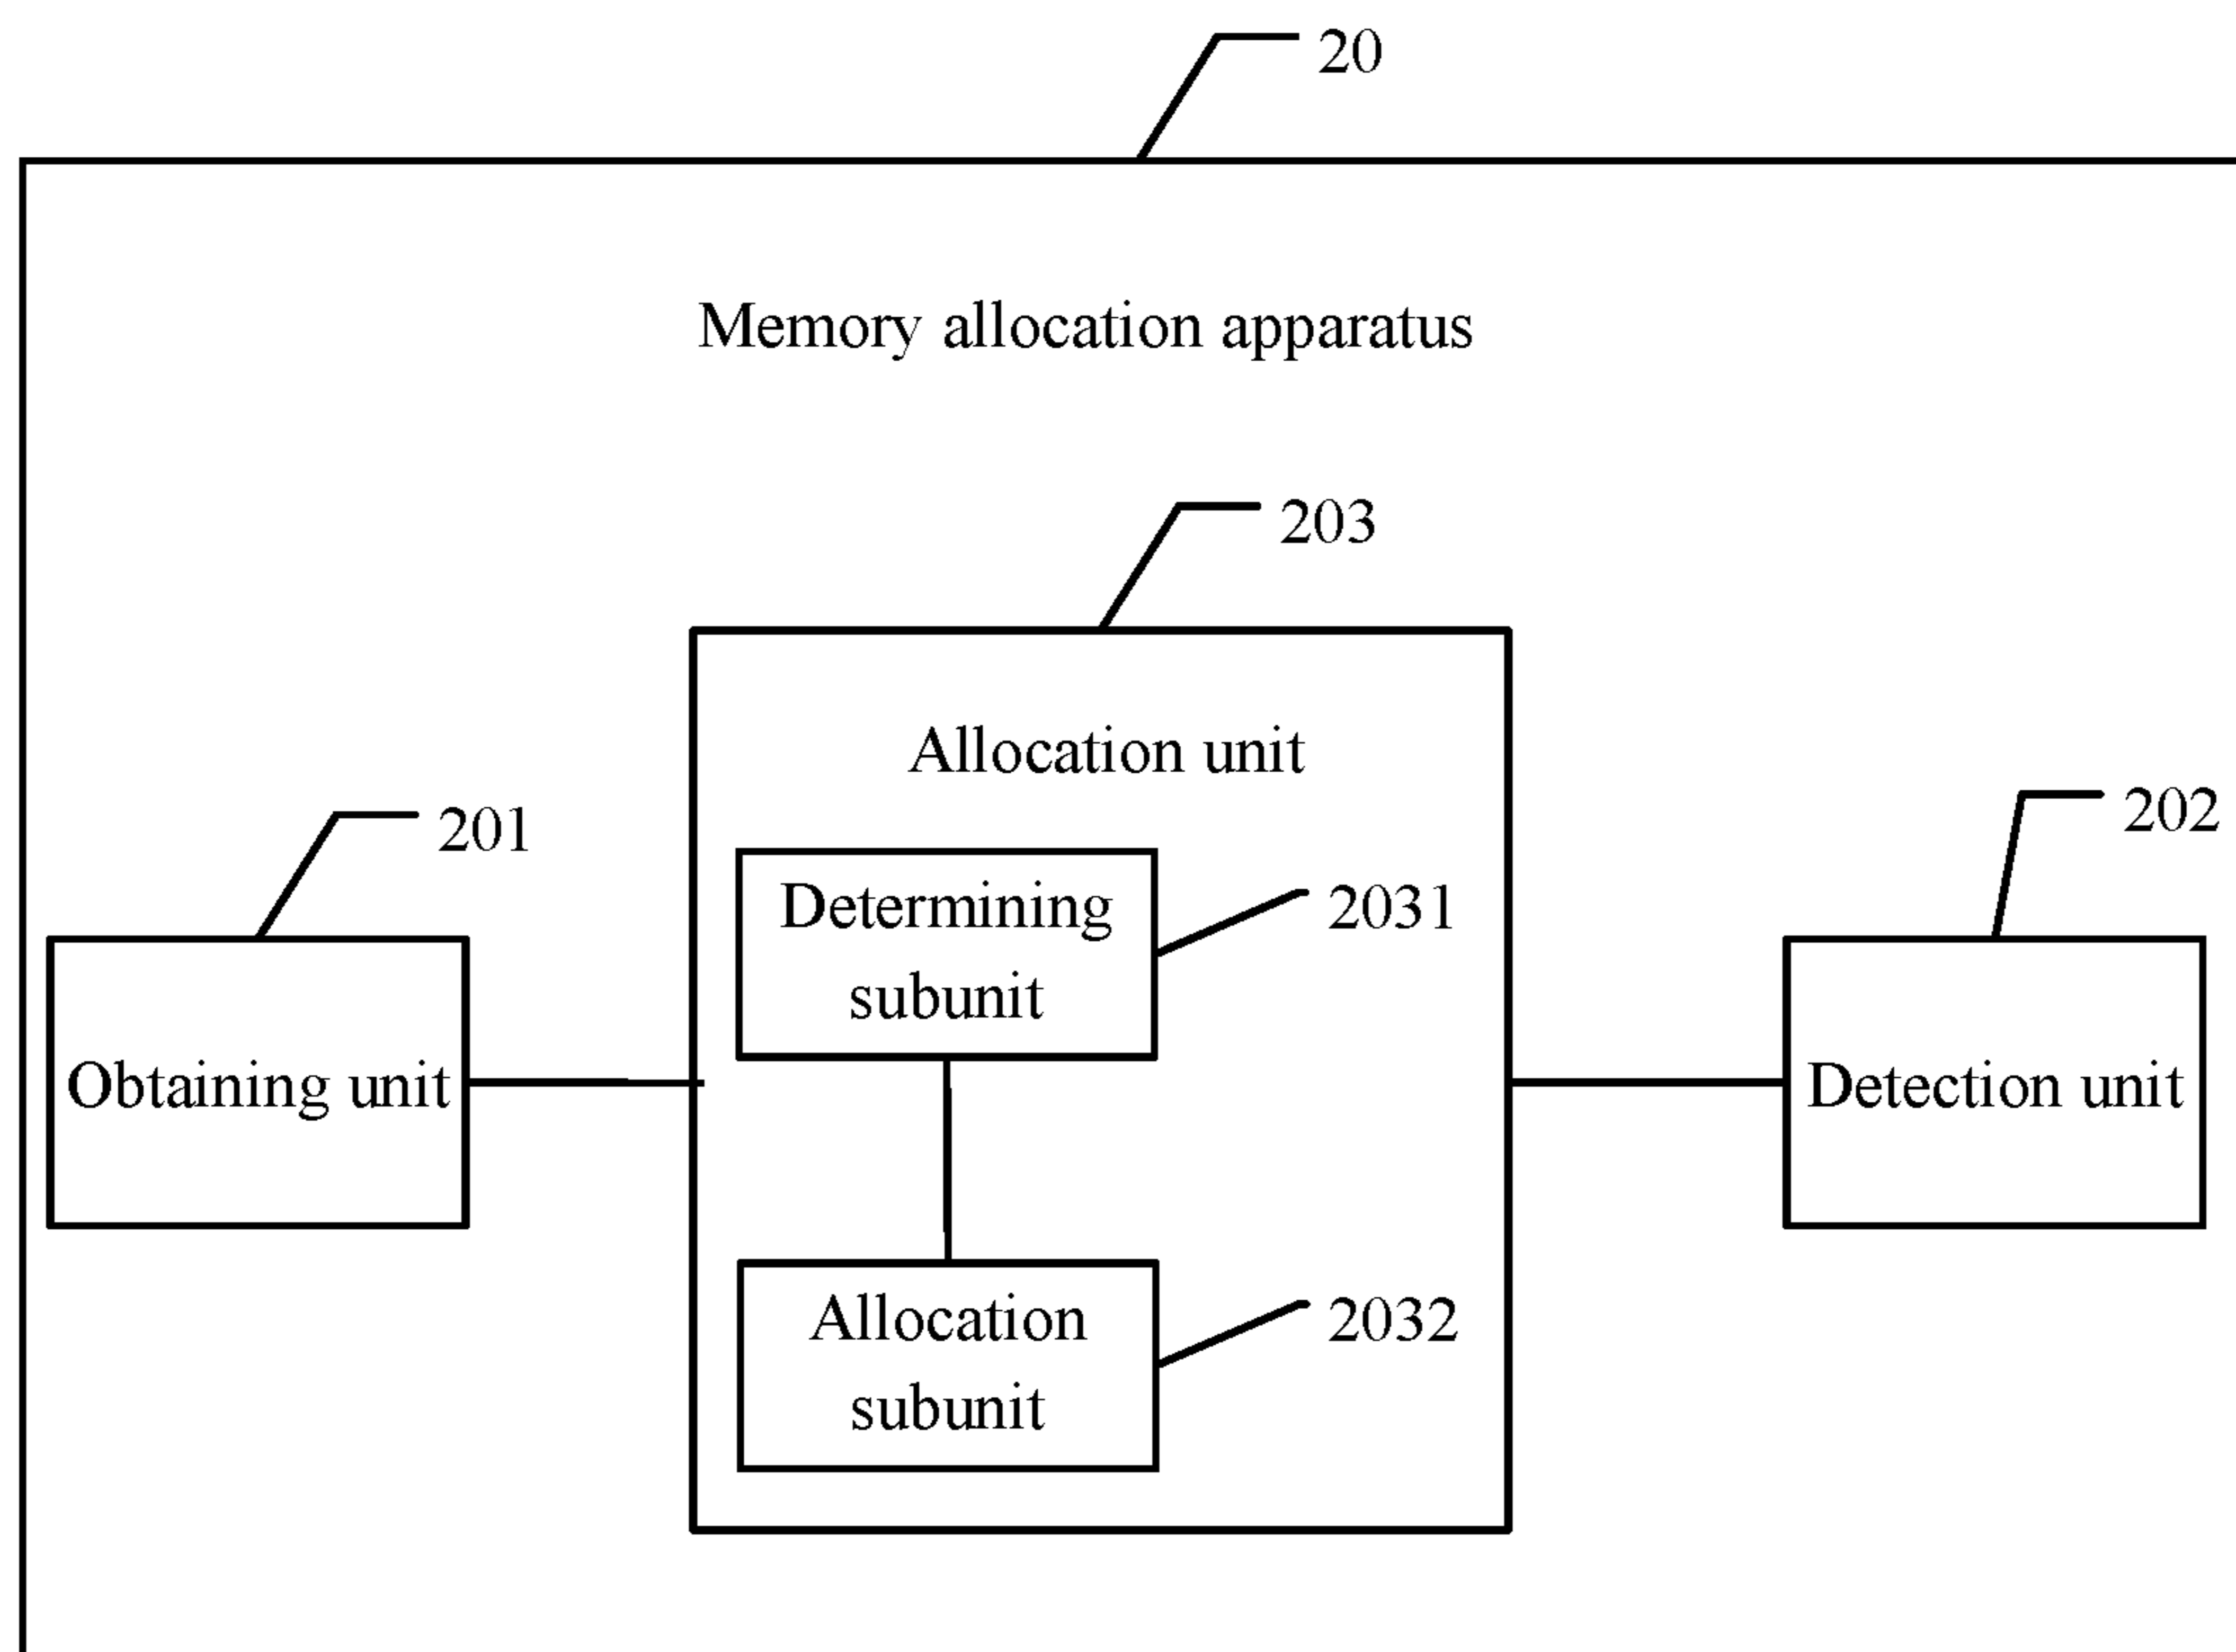 20
Memory allocation apparatus
203
Allocation unit
201
202
Determining
subunit
2031
Obtaining unit
Detection unit
Allocation
subunit
2032